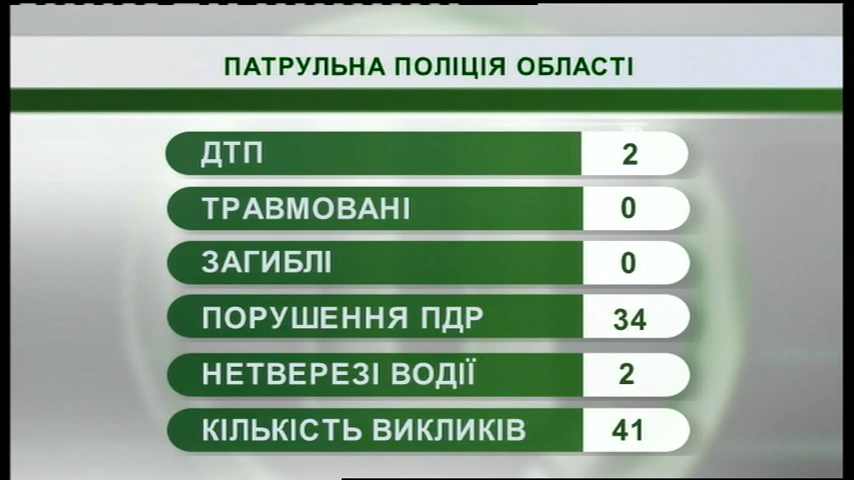 ПАТРУЛЬНА ПОЛІЦІЯ ОБЛАСТІ
ДТП 2
ТРАВМОВАНІ 0
ЗАГИБЛІ 0
ПОРУШЕННЯ ПДР 34
НЕТВЕРЕЗІ ВОДІЇ 2
КІЛЬКІСТЬ ВИКЛИКІВ 41